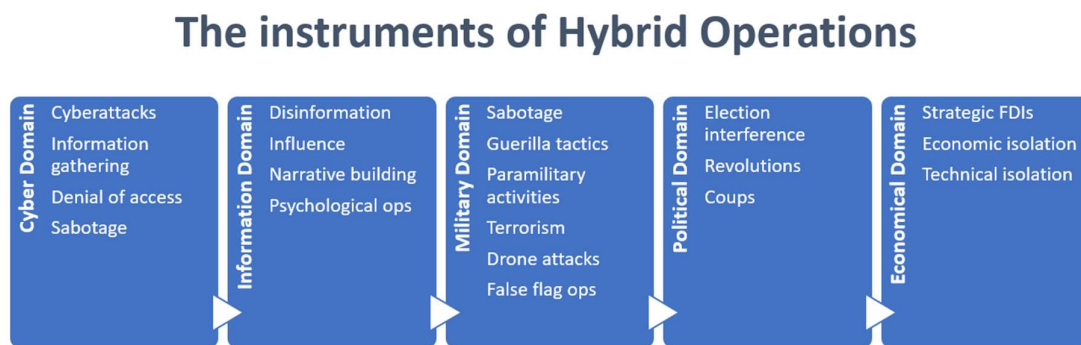 The instruments of Hybrid Operations
Cyber Domain
Cyberattacks
Information
gathering
Denial of access
Sabotage
Information Domain
Disinformation
Influence
Narrative building
Psychological ops
Military Domain
Sabotage
Guerilla tactics
Paramilitary
activities
Terrorism
Drone attacks
False flag ops
Political Domain
Election
interference
Revolutions
Coups
Economical Domain
Strategic FDIs
Economic isolation
Technical isolation